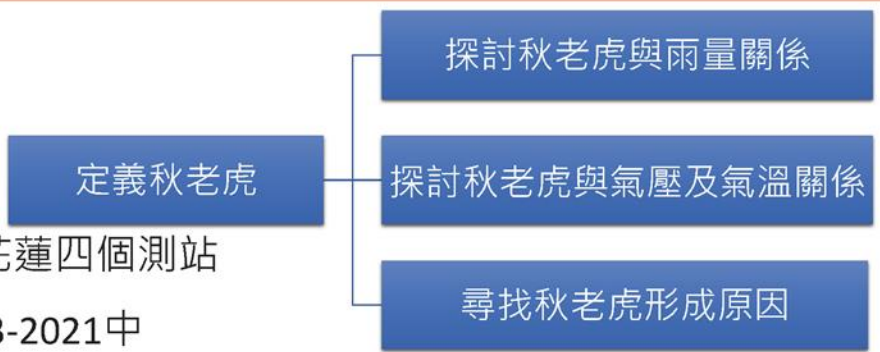 探討秋老虎與雨量關係
定義秋老虎
探討秋老虎與氣壓及氣溫關係
蓮四個測站
尋找秋老虎形成原因
-2021中